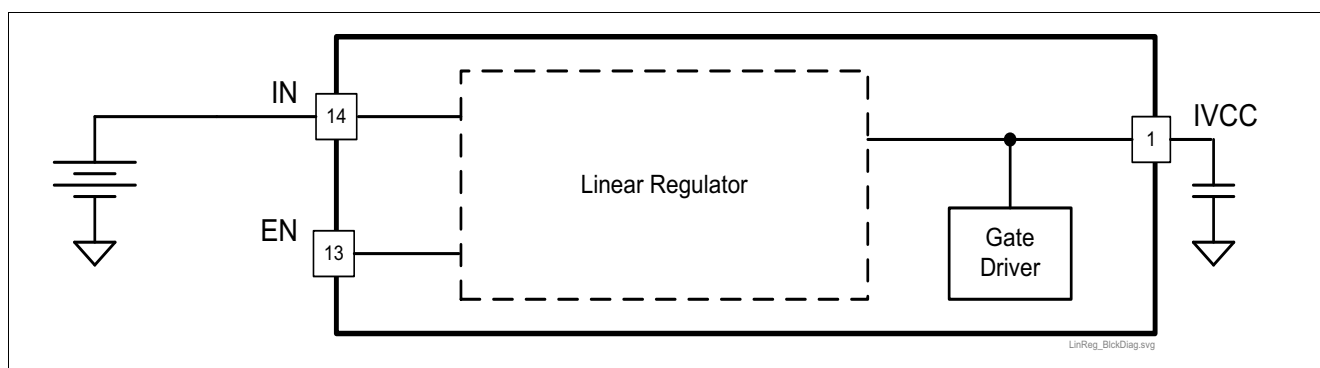 IN
14
IVCC
1
Linear Regulator
EN
13
Gate
Driver
LinReg_BlckDiag.svg